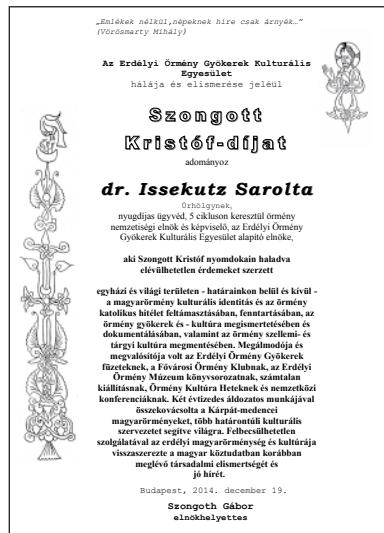 „Emlékek nélkül,népeknek híre csak árnyék…"
(Vörösmarty Mihály)
Az Erdélyi Örmény Gyökerek Kulturális
Egyesület
hálája és elismerése jeléül
Szongott
Kristóf-díjat
adományoz
dr. Issekutz Sarolta
Úrhölgynek,
nyugdíjas ügyvéd, 5 cikluson keresztül örmény
nemzetiségi elnök és képviselő, az Erdélyi Örmény
Gyökerek Kulturális Egyesület alapító elnöke,
aki Szongott Kristóf nyomdokain haladva
elévülhetetlen érdemeket szerzett
egyházi és világi területen - határainkon belül és kívül -
a magyarörmény kulturális identitás és az örmény
katolikus hitélet feltámasztásában, fenntartásában, az
örmény gyökerek és - kultúra megismertetésében és
dokumentálásában, valamint az örmény szellemi- és
tárgyi kultúra megmentésében. Megálmodója és
megvalósítója volt az Erdélyi Örmény Gyökerek
füzeteknek, a Fővárosi Örmény Klubnak, az Erdélyi
Örmény Múzeum könyvsorozatnak, számtalan
kiállításnak, Örmény Kultúra Heteknek és nemzetközi
konferenciáknak. Két évtizedes áldozatos munkájával
összekovácsolta a Kárpát-medencei
magyarörményeket, több határontúli kulturális
szervezetet segítve világra. Felbecsülhetetlen
szolgálatával az erdélyi magyarörménység és kultúrája
visszaszerezte a magyar köztudatban korábban
meglévő társadalmi elismertségét és
jó hírét.
Budapest, 2014. december 19.
Szongoth Gábor
elnökhelyettes